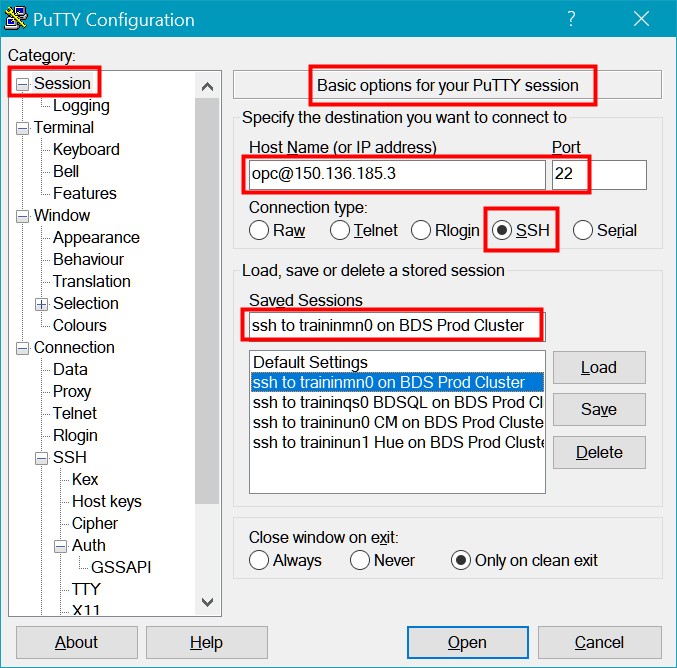 PuTTY Configuration
?
Category:
Session
Logging
Terminal
Keyboard
Bell
Features
Window
Appearance
Behaviour
Translation
Selection
Colours
Connection
Data
Proxy
Telnet
Rlogin
SSH
Kex
Host keys
Cipher
Auth
GSSAPI
TTY
X11
Basic options for your PuTTY session
Specify the destination you want to connect to
Host Name (or IP address) Port
opc@150.136.185.3 22
Connection type:
Raw Telnet Rlogin SSH Serial
Load, save or delete a stored session
Saved Sessions
ssh to traininmn0 on BDS Prod Cluster
Default Settings
ssh to traininmn0 on BDS Prod Cluster
ssh to traininqs0 BDSQL on BDS Prod Cl
ssh to traininun0 CM on BDS Prod Cluste
ssh to traininun1 Hue on BDS Prod Cluste
Load
Save
Delete
Close window on exit:
Always Never Only on clean exit
About Help Open Cancel